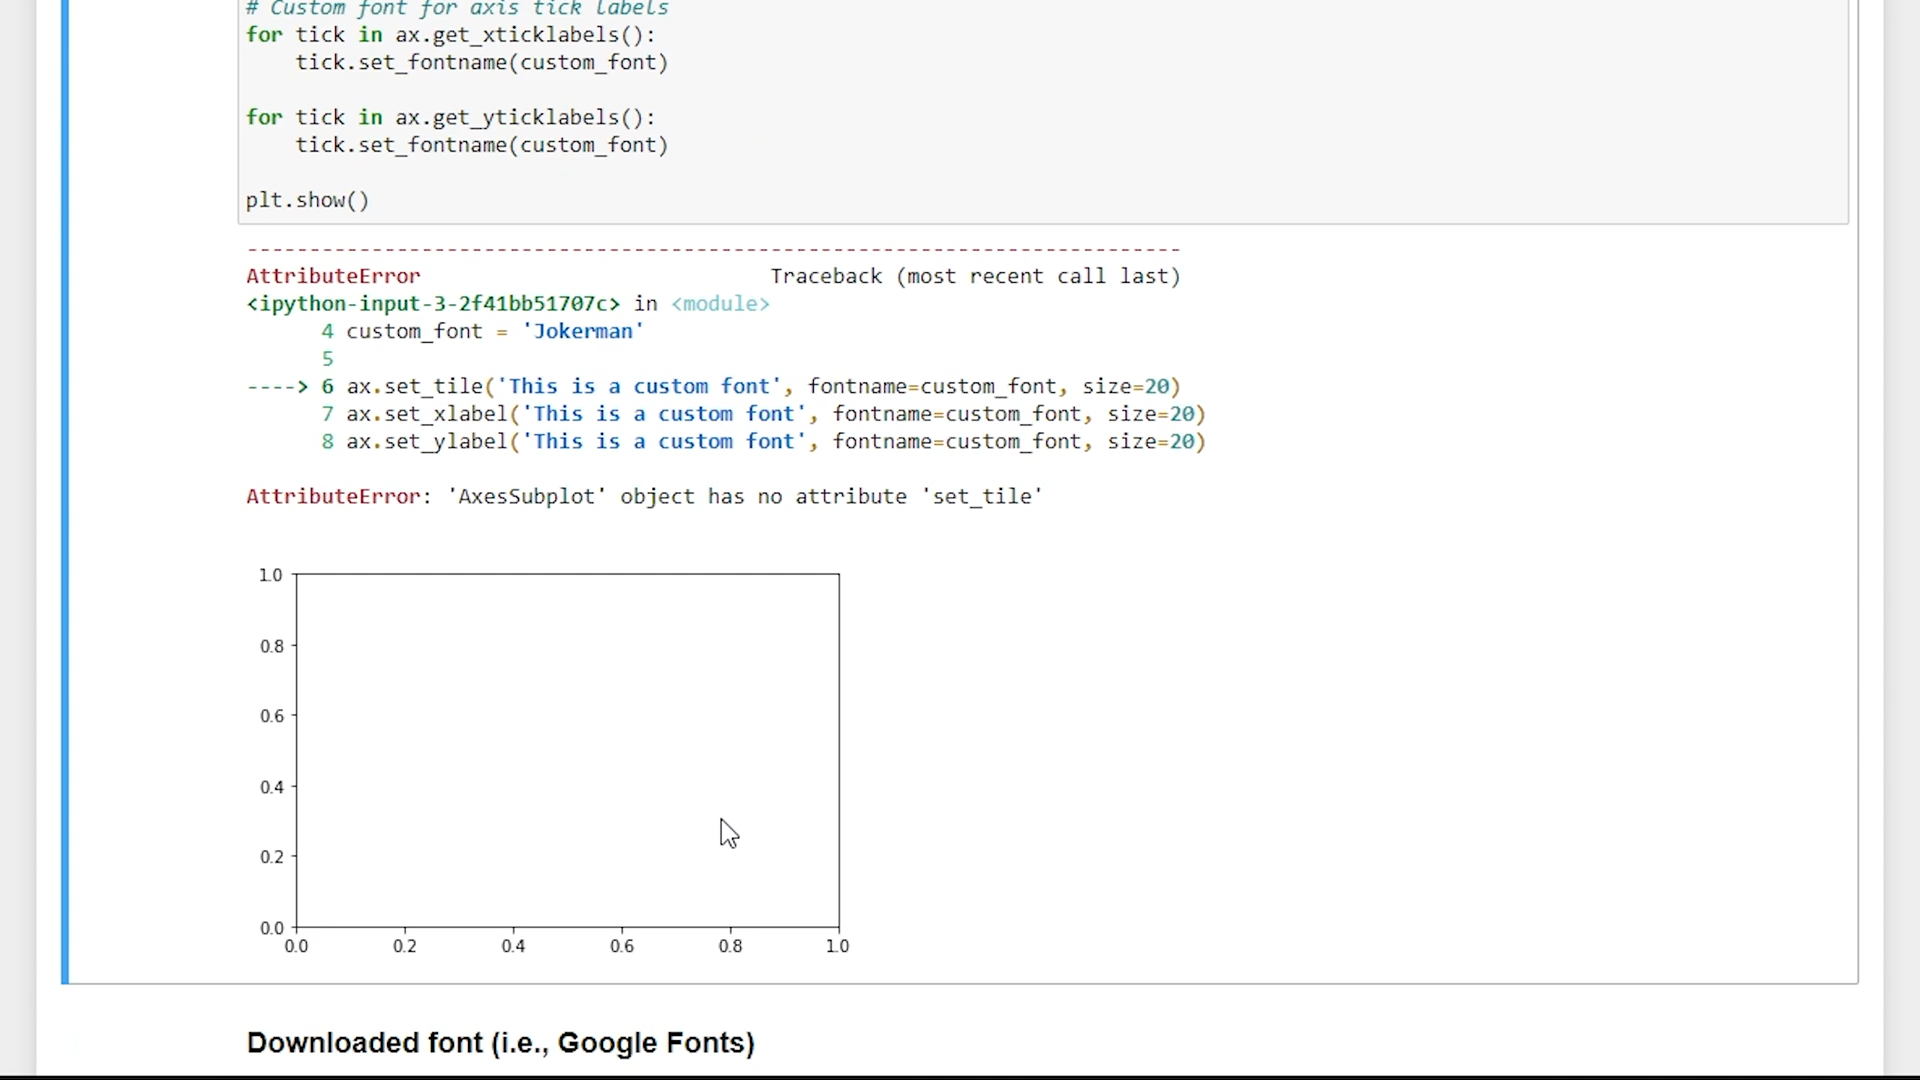 # Custom font for axis tick labels
for tick in ax.get_xticklabels():
    tick.set_fontname(custom_font)
for tick in ax.get_yticklabels():
    tick.set_fontname(custom_font)
plt.show()
---------------------------------------------------------------------------
AttributeError                            Traceback (most recent call last)
<ipython-input-3-2f41bb51707c> in <module>
      4 custom_font = 'Jokerman'
      5
----> 6 ax.set_tile('This is a custom font', fontname=custom_font, size=20)
      7 ax.set_xlabel('This is a custom font', fontname=custom_font, size=20)
      8 ax.set_ylabel('This is a custom font', fontname=custom_font, size=20)
AttributeError: 'AxesSubplot' object has no attribute 'set_tile'
1.0
0.8
0.6
0.4
0.2
0.0
0.0 0.2 0.4 0.6 0.8 1.0
Downloaded font (i.e., Google Fonts)